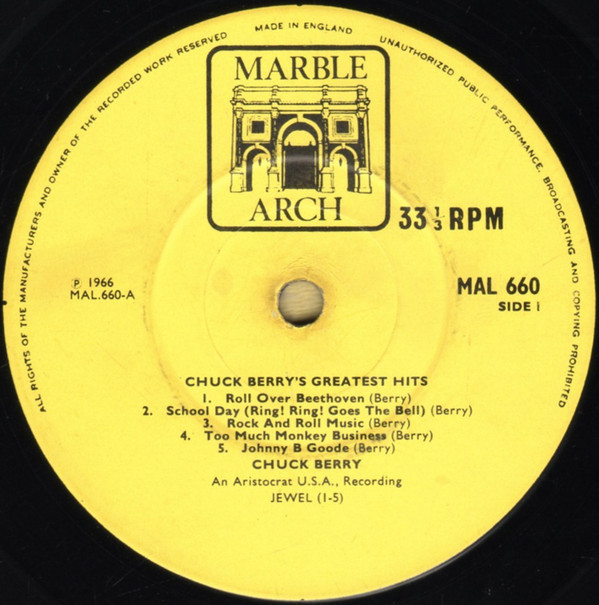 ALL RIGHTS OF THE MANUFACTURERS AND OWNER OF THE RECORDED WORK RESERVED
MADE IN ENGLAND
UNAUTHORIZED PUBLIC PERFORMANCE, BROADCASTING AND COPYING PROHIBITED
MARBLE
ARCH
33⅓ RPM
℗ 1966
MAL.660-A
MAL 660
SIDE 1
CHUCK BERRY'S GREATEST HITS
1. Roll Over Beethoven (Berry)
2. School Day (Ring! Ring! Goes The Bell) (Berry)
3. Rock And Roll Music (Berry)
4. Too Much Monkey Business (Berry)
5. Johnny B Goode (Berry)
CHUCK BERRY
An Aristocrat U.S.A., Recording
JEWEL (1-5)